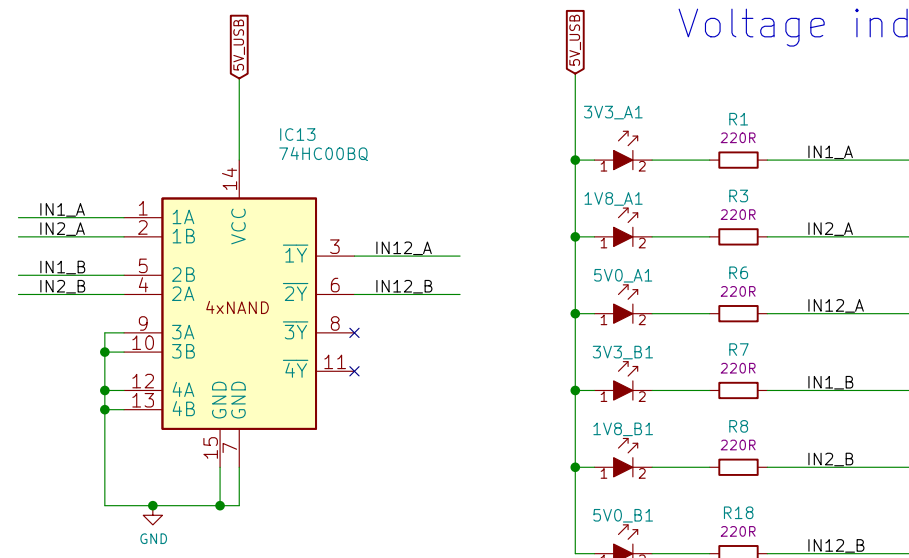 Voltage ind
5V_USB
5V_USB
IC13
74HC00BQ
14
VCC
IN1_A 1 1A
IN2_A 2 1B
1Y 3 IN12_A
IN1_B 5 2B
IN2_B 4 2A
2Y 6 IN12_B
4xNAND
9 3A
10 3B
3Y 8
4Y 11
12 4A
13 4B
GND
GND
15
7
GND
3V3_A1
R1
220R
1 2
IN1_A
1V8_A1
R3
220R
1 2
IN2_A
5V0_A1
R6
220R
1 2
IN12_A
3V3_B1
R7
220R
1 2
IN1_B
1V8_B1
R8
220R
1 2
IN2_B
5V0_B1
R18
220R
1 2
IN12_B